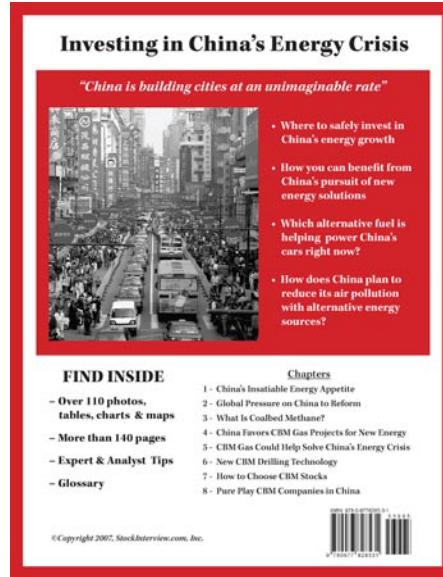 Investing in China's Energy Crisis
"China is building cities at an unimaginable rate"
• Where to safely invest in
China's energy growth
• How you can benefit from
China's pursuit of new
energy solutions
• Which alternative fuel is
helping power China's
cars right now?
• How does China plan to
reduce its air pollution
with alternative energy
sources?
FIND INSIDE
– Over 110 photos,
tables, charts & maps
– More than 140 pages
– Expert & Analyst Tips
– Glossary
Chapters
1 - China's Insatiable Energy Appetite
2 - Global Pressure on China to Reform
3 - What Is Coalbed Methane?
4 - China Favors CBM Gas Projects for New Energy
5 - CBM Gas Could Help Solve China's Energy Crisis
6 - New CBM Drilling Technology
7 - How to Choose CBM Stocks
8 - Pure Play CBM Companies in China
©Copyright 2007, StockInterview.com, Inc.